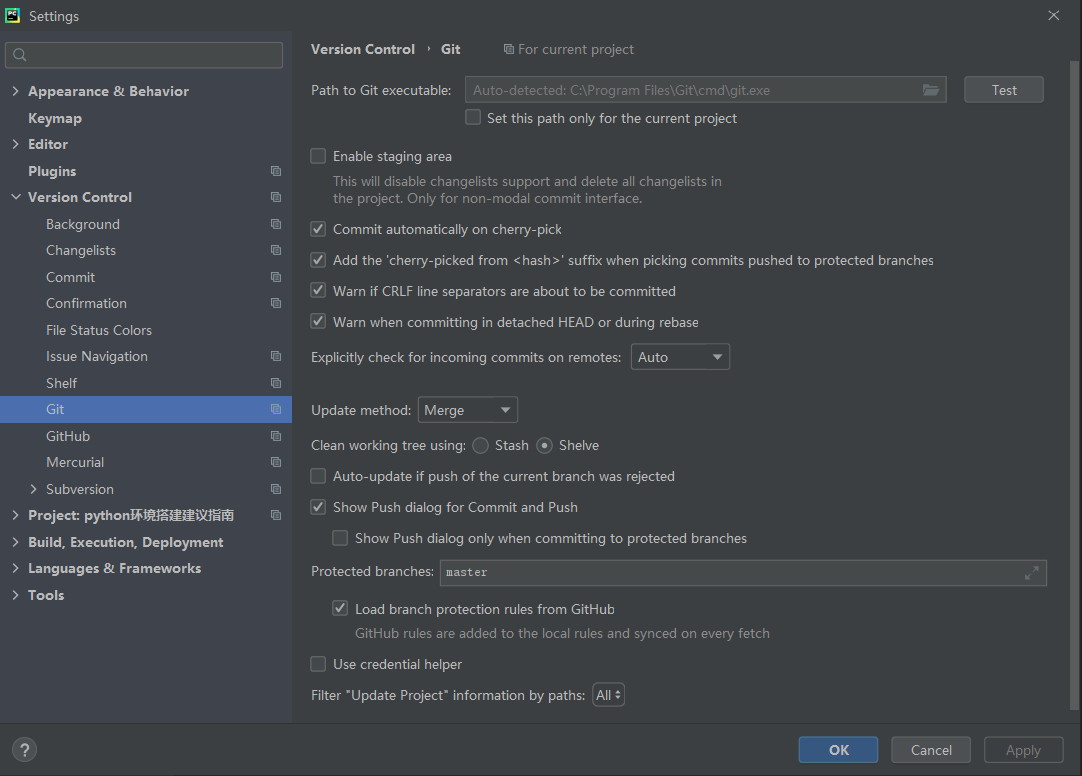 PC Settings
Appearance & Behavior
Keymap
Editor
Plugins
Version Control
Background
Changelists
Commit
Confirmation
File Status Colors
Issue Navigation
Shelf
Git
GitHub
Mercurial
Subversion
Project: python环境搭建建议指南
Build, Execution, Deployment
Languages & Frameworks
Tools
Version Control › Git For current project
Path to Git executable: Auto-detected: C:\Program Files\Git\cmd\git.exe Test
Set this path only for the current project
Enable staging area
This will disable changelists support and delete all changelists in
the project. Only for non-modal commit interface.
Commit automatically on cherry-pick
Add the 'cherry-picked from <hash>' suffix when picking commits pushed to protected branches
Warn if CRLF line separators are about to be committed
Warn when committing in detached HEAD or during rebase
Explicitly check for incoming commits on remotes: Auto
Update method: Merge
Clean working tree using: Stash Shelve
Auto-update if push of the current branch was rejected
Show Push dialog for Commit and Push
Show Push dialog only when committing to protected branches
Protected branches: master
Load branch protection rules from GitHub
GitHub rules are added to the local rules and synced on every fetch
Use credential helper
Filter "Update Project" information by paths: All
? OK Cancel Apply